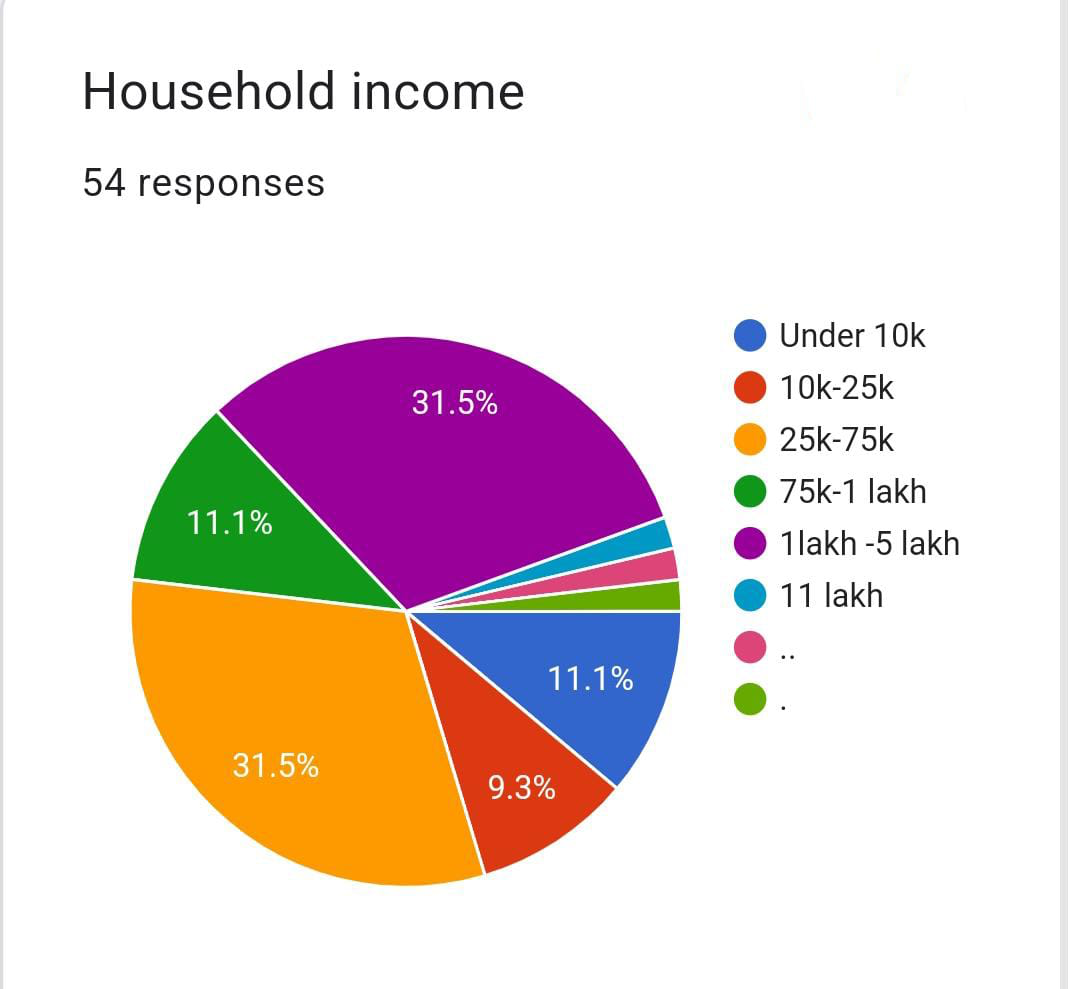 Household income
54 responses
31.5%
11.1%
11.1%
31.5%
9.3%
Under 10k
10k-25k
25k-75k
75k-1 lakh
1lakh -5 lakh
11 lakh
..
.